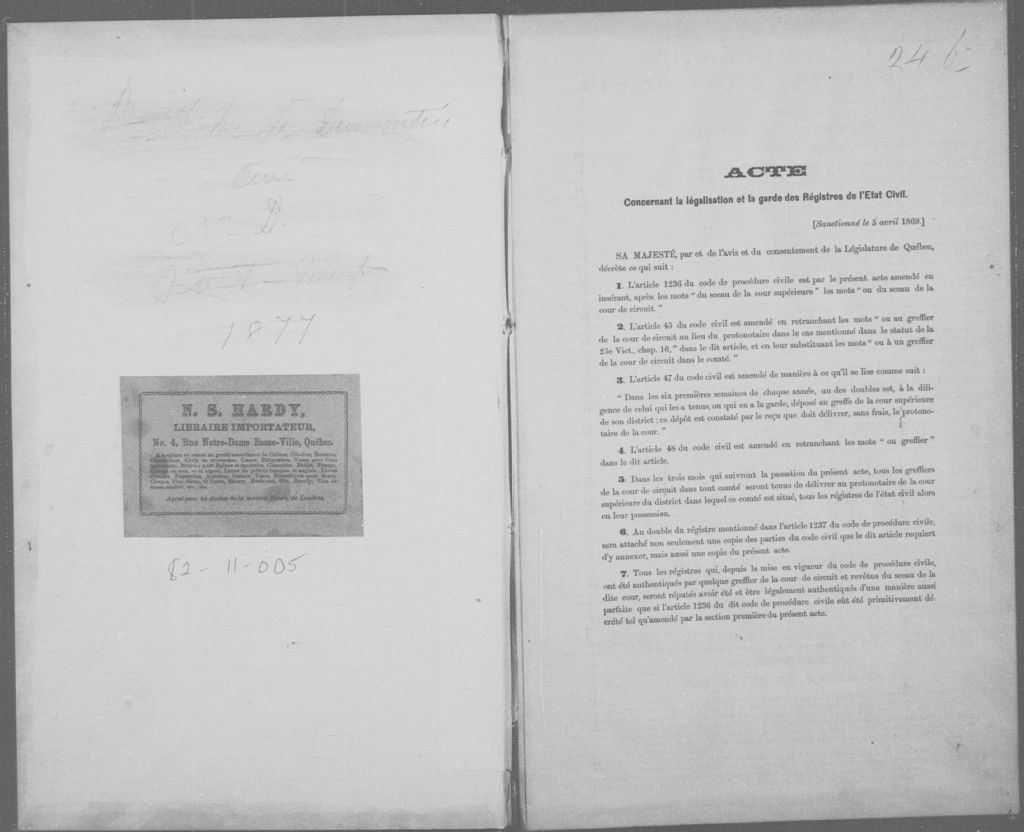 Curé
D.
1877
N. S. HARDY,
LIBRAIRE IMPORTATEUR,
No. 4, Rue Notre-Dame Basse-Ville, Québec.
A toujours en mains un grand assortiment de Calices, Ciboires,
Agent pour les cloches de la maison de Londres.
82-11-005
24 b
ACTE
Concernant la légalisation et la garde des Régistres de l'Etat Civil.
[Sanctionné le 5 avril 1869.]
SA MAJESTÉ, par et de l'avis et du consentement de la Législature de Québec,
décrète ce qui suit :
1. L'article 1236 du code de procédure civile est par le présent acte amendé en
insérant, après les mots " du sceau de la cour supérieure " les mots " ou du sceau de la
cour de circuit. "
2. L'article 45 du code civil est amendé en retranchant les mots " ou au greffier
de la cour de circuit au lieu du protonotaire dans le cas mentionné dans le statut de la
25e Vict., chap. 16, " dans le dit article, et en leur substituant les mots " ou à un greffier
de la cour de circuit dans le comté. "
3. L'article 47 du code civil est amendé de manière à ce qu'il se lise comme suit :
" Dans les six premières semaines de chaque année, un des doubles est, à la dili-
gence de celui qui les a tenus, ou qui en a la garde, déposé au greffe de la cour supérieure
de son district ; ce dépôt est constaté par le reçu que doit délivrer, sans frais, le protono-
taire de la cour. "
4. L'article 48 du code civil est amendé en retranchant les mots " ou greffier "
dans le dit article.
5. Dans les trois mois qui suivront la passation du présent acte, tous les greffiers
de la cour de circuit dans tout comté seront tenus de délivrer au protonotaire de la cour
supérieure du district dans lequel ce comté est situé, tous les régistres de l'état civil alors
en leur possession.
6. Au double du régistre mentionné dans l'article 1237 du code de procédure civile,
sera attaché non seulement une copie des parties du code civil que le dit article requiert
d'y annexer, mais aussi une copie du présent acte.
7. Tous les régistres qui, depuis la mise en vigueur du code de procédure civile,
ont été authentiqués par quelque greffier de la cour de circuit et revêtus du sceau de la
dite cour, seront réputés avoir été et être légalement authentiqués d'une manière aussi
parfaite que si l'article 1236 du dit code de procédure civile eût été primitivement dé-
crété tel qu'amendé par la section première du présent acte.